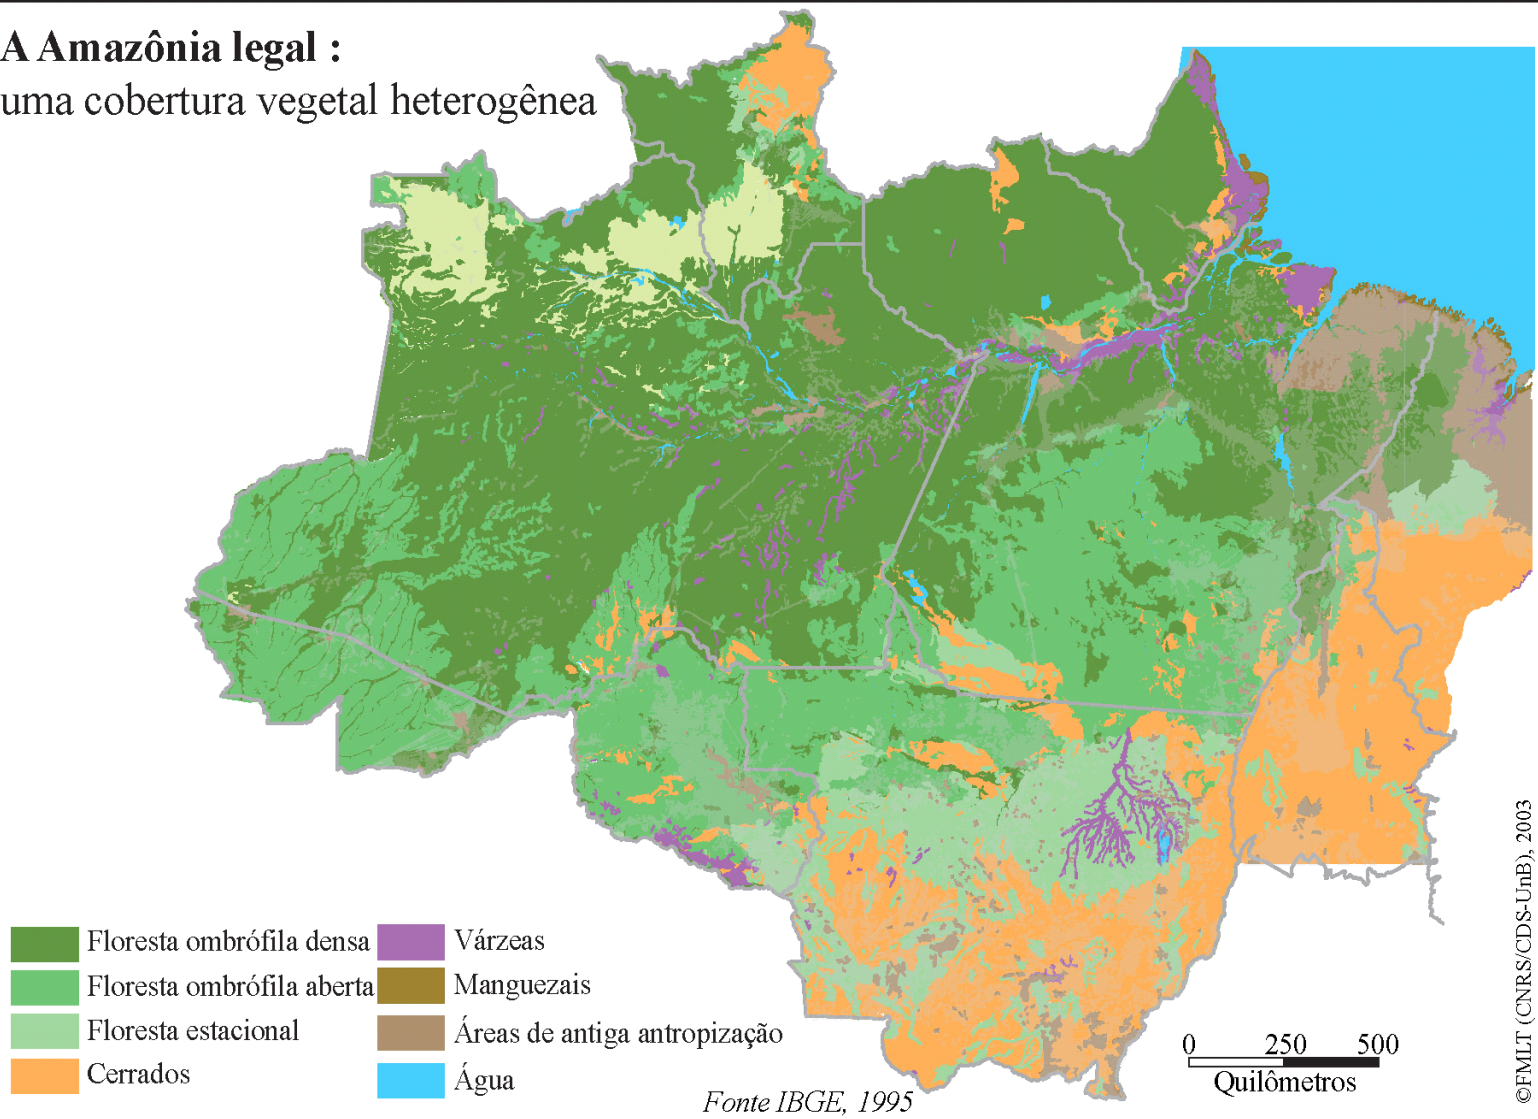 A Amazônia legal :
uma cobertura vegetal heterogênea
Floresta ombrófila densa
Floresta ombrófila aberta
Floresta estacional
Cerrados
Várzeas
Manguezais
Áreas de antiga antropização
Água
Fonte IBGE, 1995
0 250 500
Quilômetros
©FMLT (CNRS/CDS-UnB), 2003